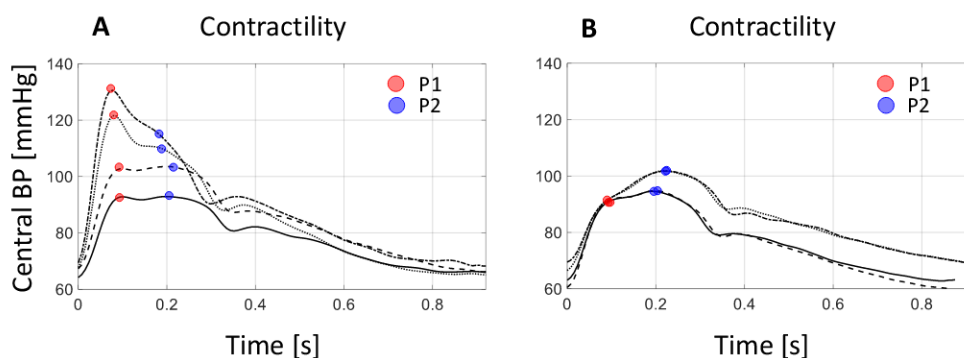 A Contractility
140
120
100
80
60
0 0.2 0.4 0.6 0.8
P1
P2
Central BP [mmHg]
Time [s]
B Contractility
140
120
100
80
60
0 0.2 0.4 0.6 0.8
P1
P2
Time [s]